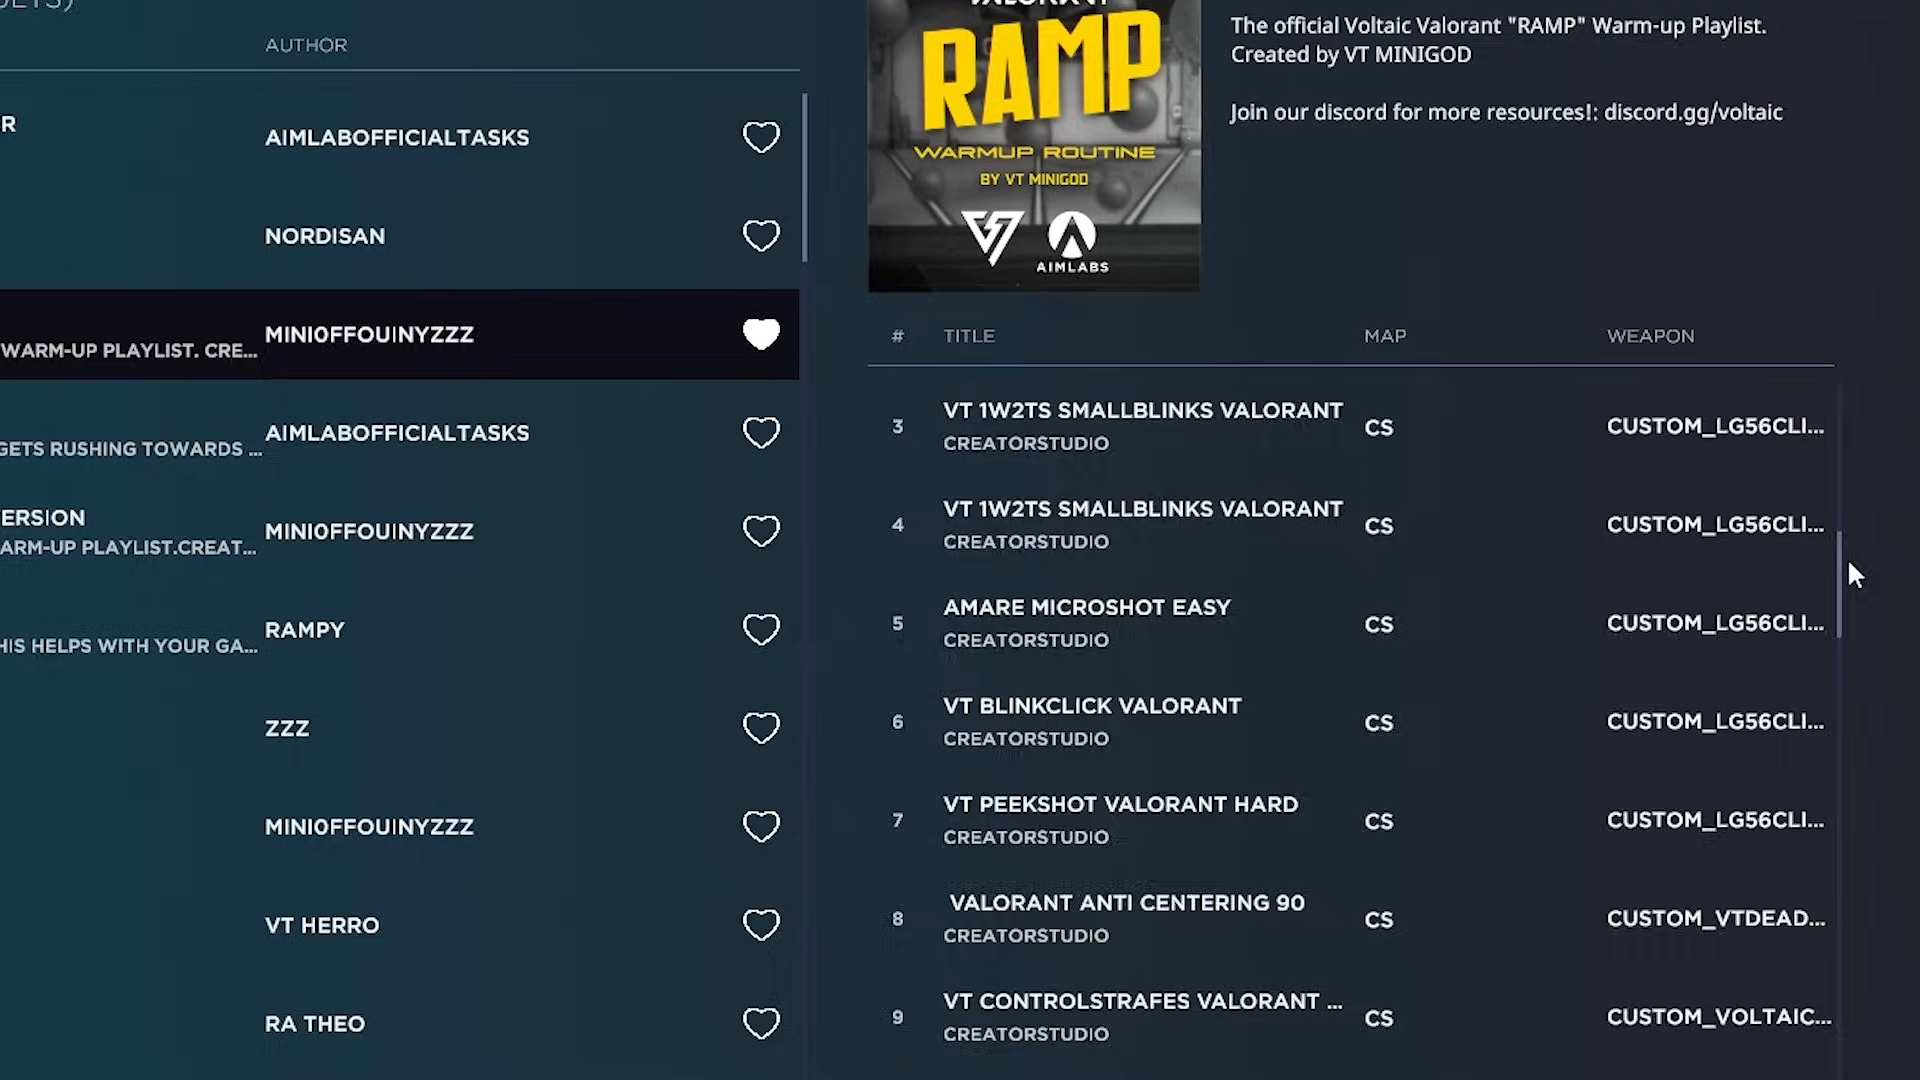 AUTHOR
R
AIMLABOFFICIALTASKS
NORDISAN
WARM-UP PLAYLIST. CRE...
MINI0FFOUINYZZZ
GETS RUSHING TOWARDS ...
AIMLABOFFICIALTASKS
ERSION
ARM-UP PLAYLIST.CREAT...
MINI0FFOUINYZZZ
HIS HELPS WITH YOUR GA...
RAMPY
ZZZ
MINI0FFOUINYZZZ
VT HERRO
RA THEO
VALORANT
RAMP
WARMUP ROUTINE
BY VT MINIGOD
AIMLABS
The official Voltaic Valorant "RAMP" Warm-up Playlist.
Created by VT MINIGOD
Join our discord for more resources!: discord.gg/voltaic
# TITLE MAP WEAPON
3 VT 1W2TS SMALLBLINKS VALORANT CS CUSTOM_LG56CLI...
CREATORSTUDIO
4 VT 1W2TS SMALLBLINKS VALORANT CS CUSTOM_LG56CLI...
CREATORSTUDIO
5 AMARE MICROSHOT EASY CS CUSTOM_LG56CLI...
CREATORSTUDIO
6 VT BLINKCLICK VALORANT CS CUSTOM_LG56CLI...
CREATORSTUDIO
7 VT PEEKSHOT VALORANT HARD CS CUSTOM_LG56CLI...
CREATORSTUDIO
8 VALORANT ANTI CENTERING 90 CS CUSTOM_VTDEAD...
CREATORSTUDIO
9 VT CONTROLSTRAFES VALORANT ... CS CUSTOM_VOLTAIC...
CREATORSTUDIO